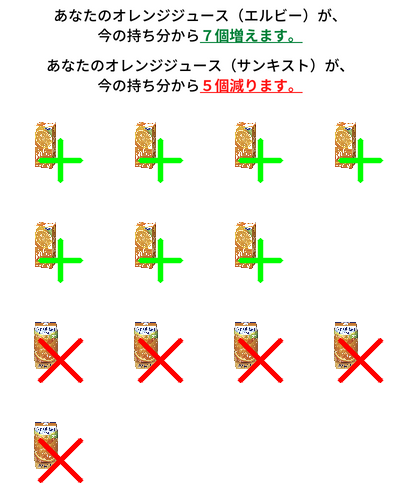 あなたのオレンジジュース（エルビー）が、
今の持ち分から７個増えます。
あなたのオレンジジュース（サンキスト）が、
今の持ち分から５個減ります。